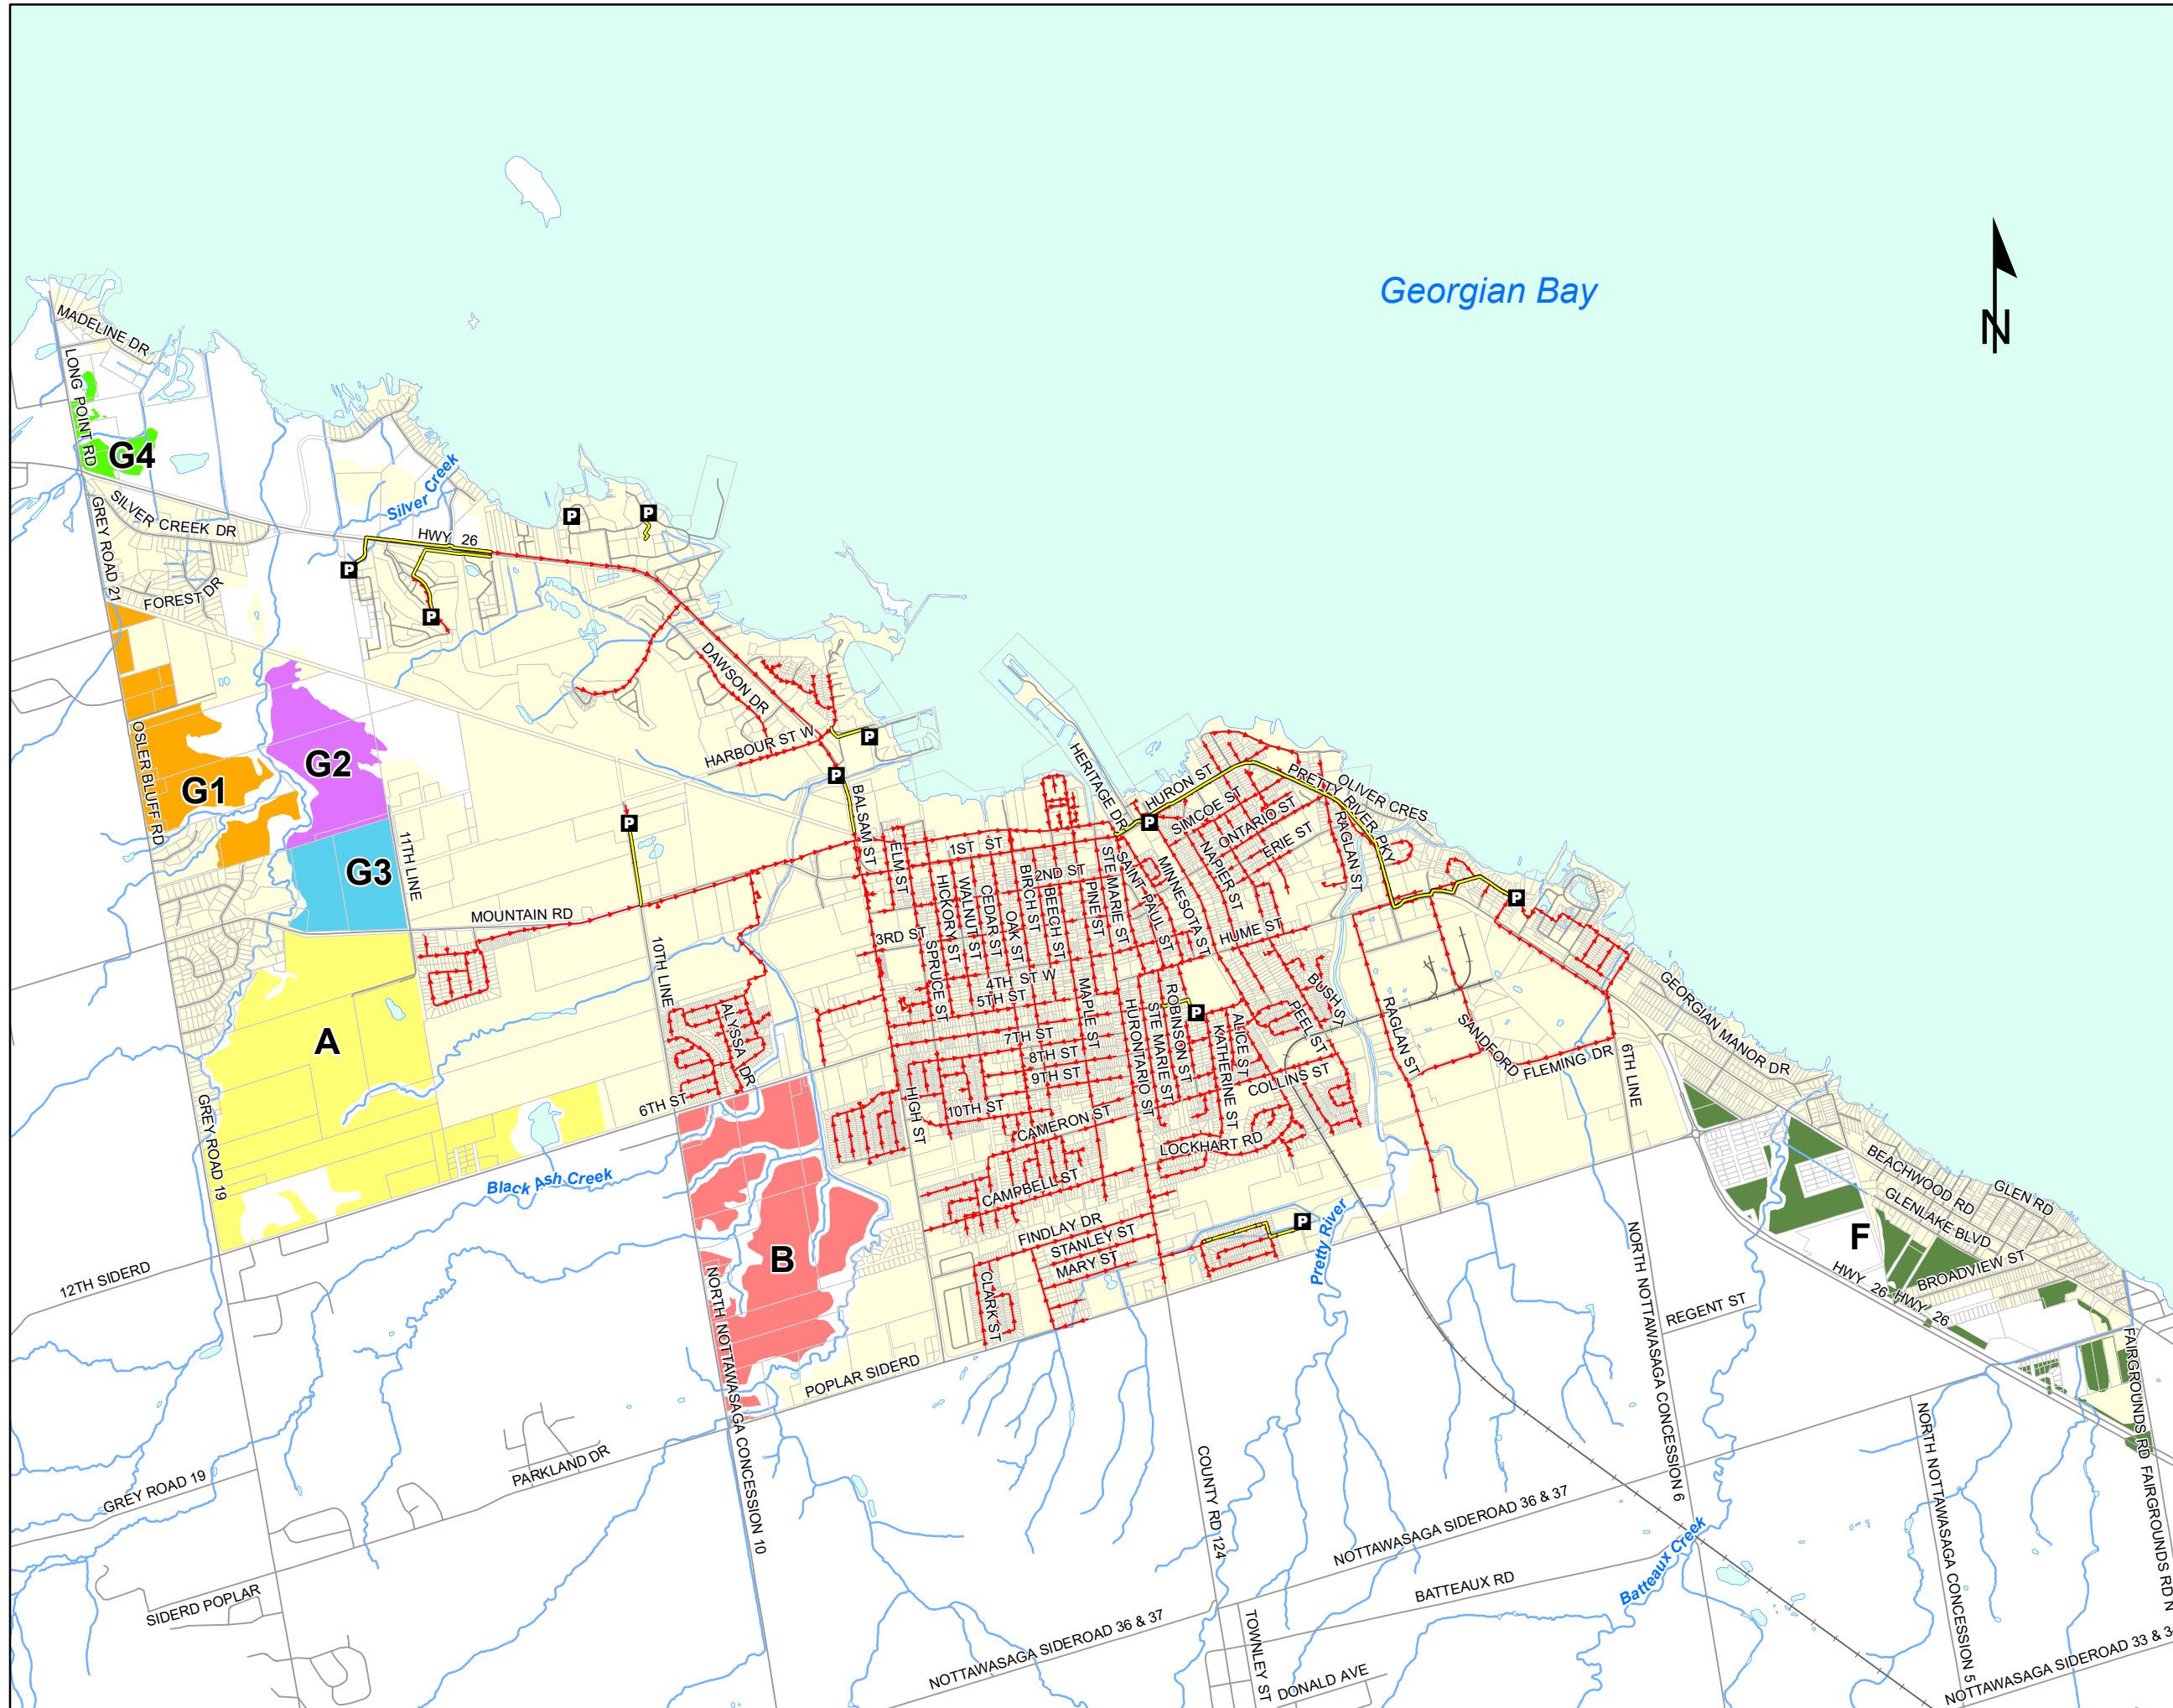 Georgian Bay
N
MADELINE DR
LONG POINT RD
G4
SILVER CREEK DR
GREY ROAD 21
Silver Creek
HWY 26
FOREST DR
P
P
P
P
DAWSON DR
HARBOUR ST W
P
P
P
OSLER BLUFF RD
G1
G2
G3
11TH LINE
MOUNTAIN RD
10TH LINE
BALSAM ST
ELM ST
1ST ST
2ND ST
3RD ST
HICKORY ST
WALNUT ST
CEDAR ST
OAK ST
BIRCH ST
BEECH ST
PINE ST
STE MARIE ST
SAINT PAUL ST
MINNESOTA ST
NAPIER ST
HERITAGE DR
HURON ST
P
SIMCOE ST
ONTARIO ST
ERIE ST
PRETTY RIVER PKY
OLIVER CRES
RAGLAN ST
HUME ST
P
SPRUCE ST
4TH ST W
5TH ST
7TH ST
8TH ST
9TH ST
10TH ST
MAPLE ST
HURONTARIO ST
STE MARIE ST
ROBINSON ST
P
KATHERINE ST
ALICE ST
PEEL ST
BUSH ST
COLLINS ST
RAGLAN ST
SANDFORD
FLEMING DR
6TH LINE
GEORGIAN MANOR DR
A
ALYSSA DR
6TH ST
HIGH ST
CAMERON ST
LOCKHART RD
CAMPBELL ST
FINDLAY DR
STANLEY ST
MARY ST
CLARK ST
P
Pretty River
GREY ROAD 19
Black Ash Creek
12TH SIDERD
B
NORTH NOTTAWASAGA CONCESSION 10
POPLAR SIDERD
PARKLAND DR
GREY ROAD 19
SIDERD POPLAR
BEACHWOOD RD
GLEN RD
GLENLAKE BLVD
BROADVIEW ST
F
HWY 26
HWY 26
REGENT ST
NORTH NOTTAWASAGA CONCESSION 6
FAIRGROUNDS RD
FAIRGROUNDS RD N
NORTH NOTTAWASAGA CONCESSION 5
COUNTY RD 124
NOTTAWASAGA SIDEROAD 36 & 37
BATTEAUX RD
Batteaux Creek
NOTTAWASAGA SIDEROAD 36 & 37
TOWNLEY ST
DONALD AVE
NOTTAWASAGA SIDEROAD 33 & 3